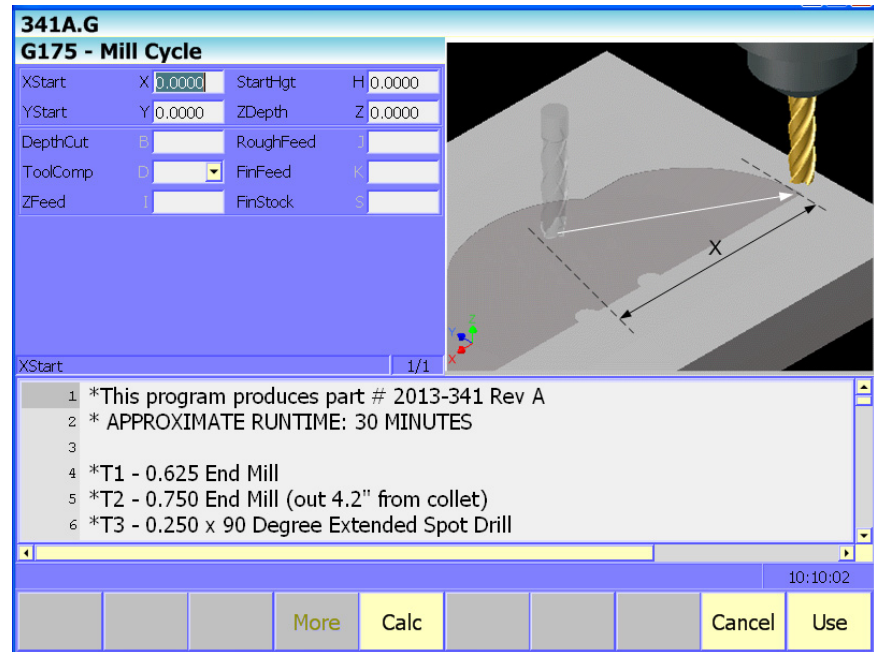 341A.G
G175 - Mill Cycle
XStart X 0.0000 StartHgt H 0.0000
YStart Y 0.0000 ZDepth Z 0.0000
DepthCut B RoughFeed J
ToolComp D FinFeed K
ZFeed I FinStock S
X
Z
Y
X
XStart 1/1
1 *This program produces part # 2013-341 Rev A
2 * APPROXIMATE RUNTIME: 30 MINUTES
3
4 *T1 - 0.625 End Mill
5 *T2 - 0.750 End Mill (out 4.2" from collet)
6 *T3 - 0.250 x 90 Degree Extended Spot Drill
10:10:02
More Calc Cancel Use